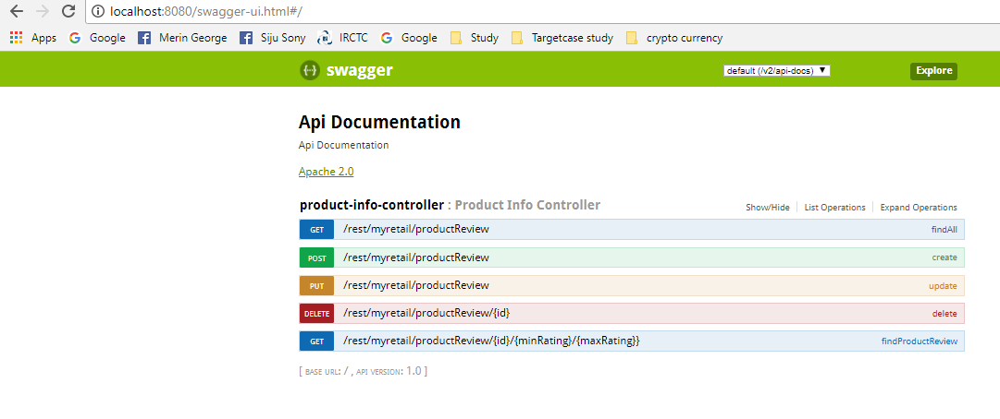 localhost:8080/swagger-ui.html#/
Apps Google Merin George Siju Sony IRCTC Google Study Targetcase study crypto currency
{··} swagger default (/v2/api-docs) Explore
Api Documentation
Api Documentation
Apache 2.0
product-info-controller : Product Info Controller Show/Hide List Operations Expand Operations
GET /rest/myretail/productReview findAll
POST /rest/myretail/productReview create
PUT /rest/myretail/productReview update
DELETE /rest/myretail/productReview/{id} delete
GET /rest/myretail/productReview/{id}/{minRating}/{maxRating}} findProductReview
[ BASE URL: / , API VERSION: 1.0 ]